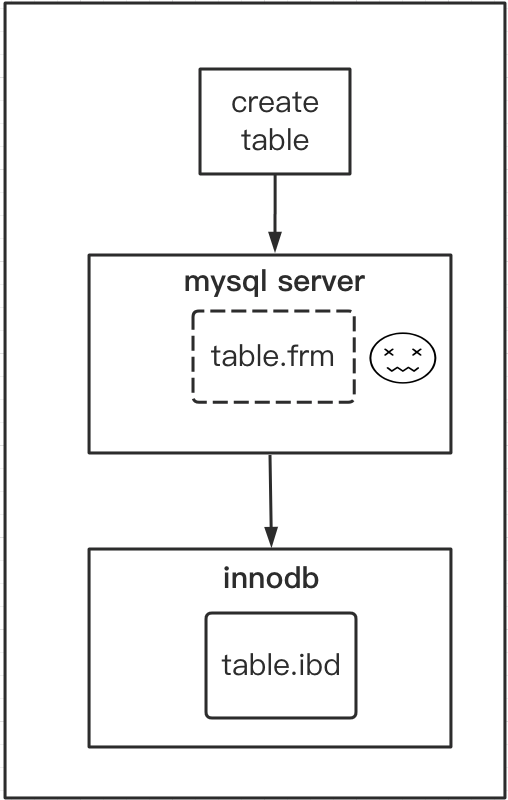 create
table
mysql server
table.frm
innodb
table.ibd